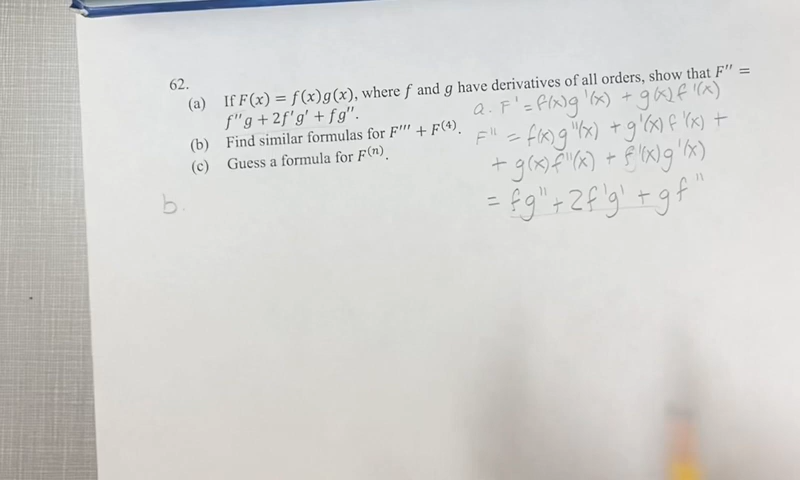 62.
(a) If F(x) = f(x)g(x), where f and g have derivatives of all orders, show that F'' =
f''g + 2f'g' + fg''.
(b) Find similar formulas for F''' + F⁽⁴⁾.
(c) Guess a formula for F⁽ⁿ⁾.
a. F' = f(x)g'(x) + g(x)f'(x)
F'' = f(x)g''(x) + g'(x)f'(x) +
+ g(x)f''(x) + f'(x)g'(x)
= fg'' + 2f'g' + gf''
b.